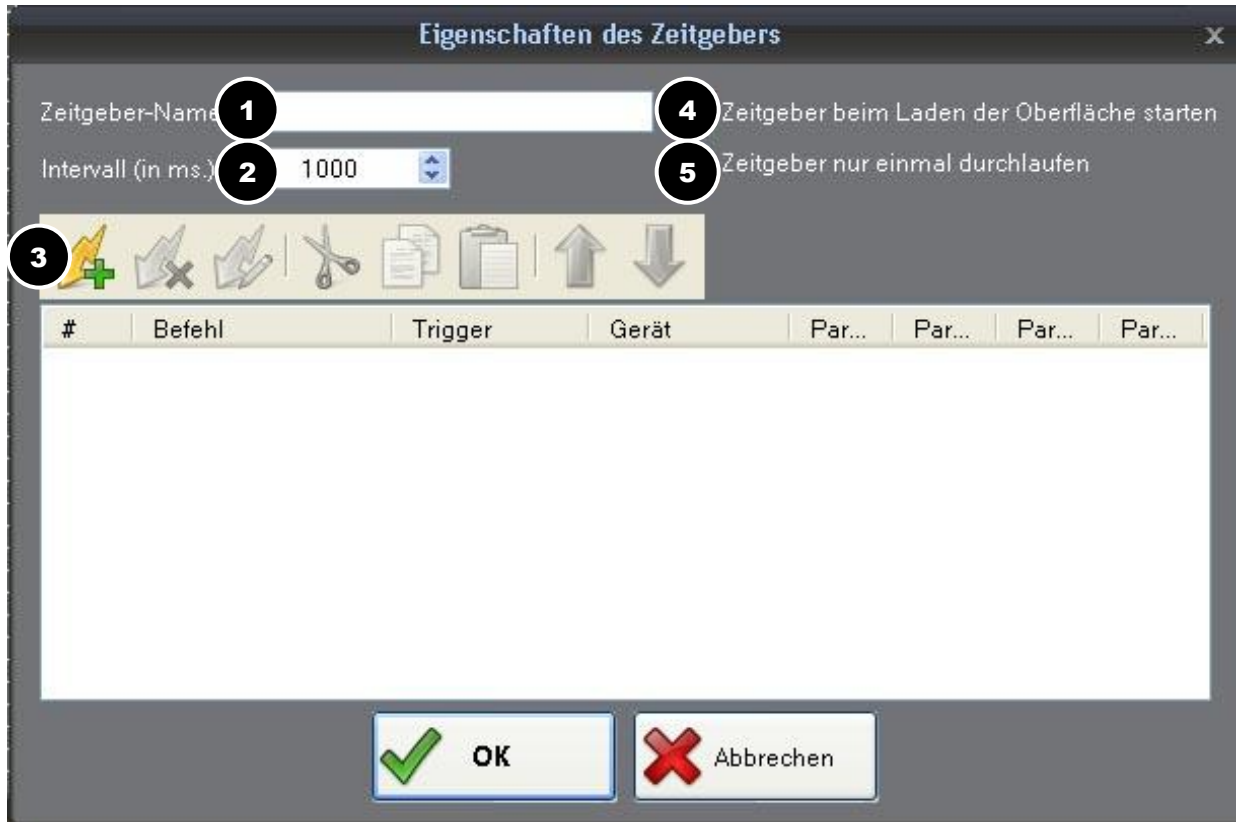 Eigenschaften des Zeitgebers
x
Zeitgeber-Name 1
4 Zeitgeber beim Laden der Oberfläche starten
Intervall (in ms.) 2 1000
5 Zeitgeber nur einmal durchlaufen
3
# Befehl Trigger Gerät Par... Par... Par... Par...
OK Abbrechen